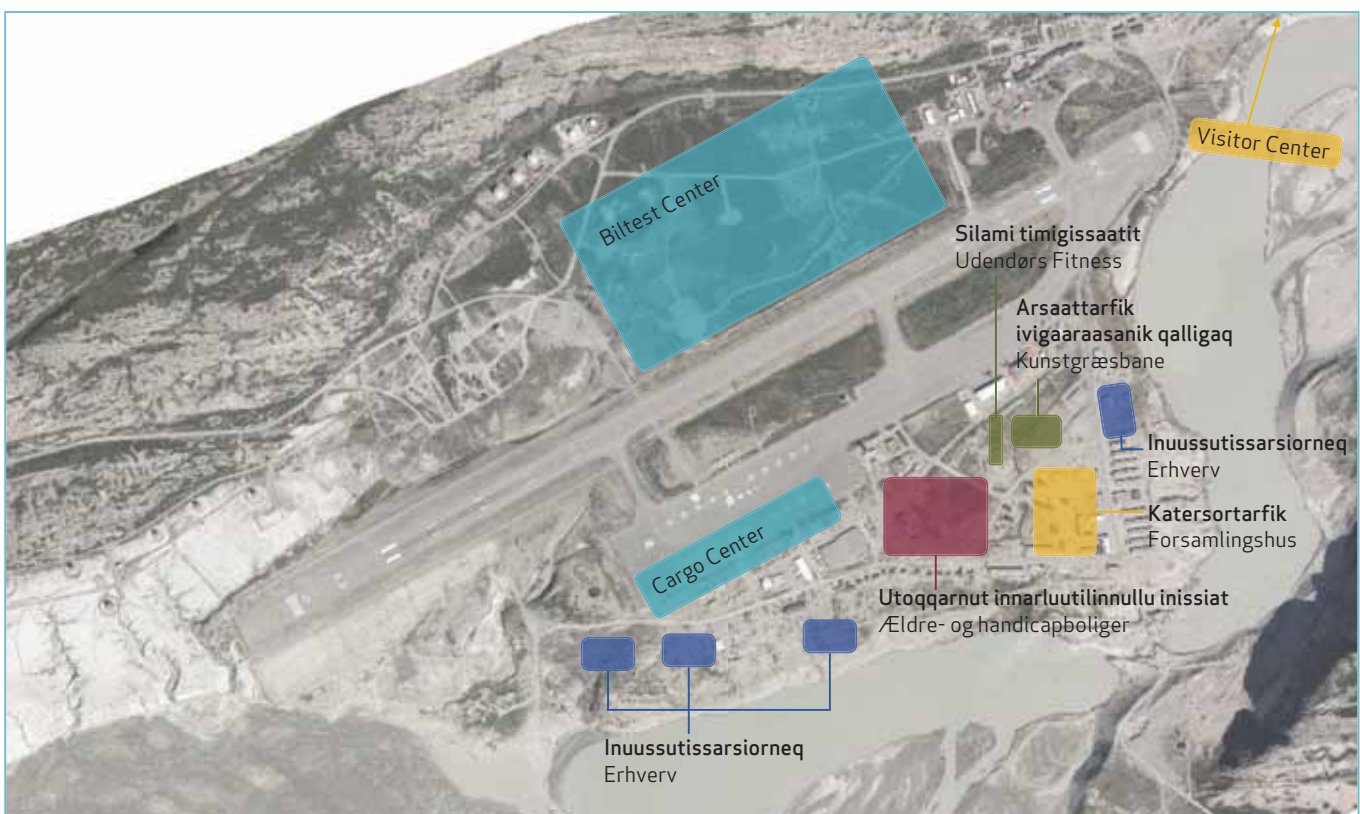 Visitor Center
Biltest Center
Silami timigissaatit
Udendørs Fitness
Arsaattarfik
ivigaaraasanik qalligaq
Kunstgræsbane
Inuussutissarsiorneq
Erhverv
Katersortarfik
Forsamlingshus
Cargo Center
Utoqqarnut innarluutilinnullu inissiat
Ældre- og handicapboliger
Inuussutissarsiorneq
Erhverv